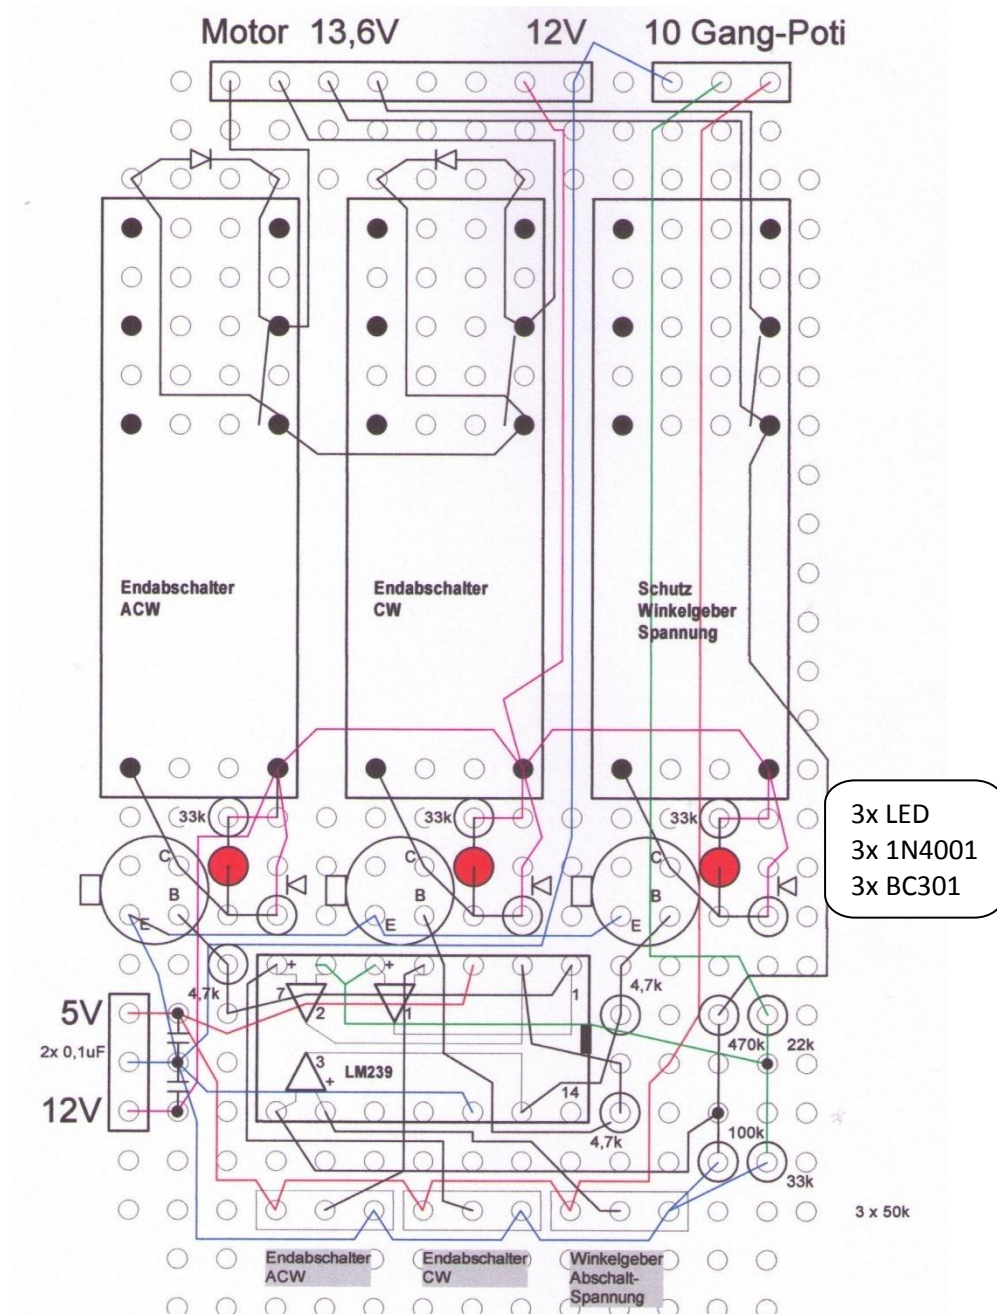 Motor 13,6V 12V 10 Gang-Poti
Endabschalter
ACW
Endabschalter
CW
Schutz
Winkelgeber
Spannung
33k
33k
33k
3x LED
3x 1N4001
3x BC301
C
B
E
C
B
E
C
B
E
4,7k
4,7k
+
+
7
2
1
1
5V
2x 0,1uF
12V
3
+
LM239
14
470k
22k
4,7k
100k
33k
3 x 50k
Endabschalter
ACW
Endabschalter
CW
Winkelgeber
Abschalt-
Spannung